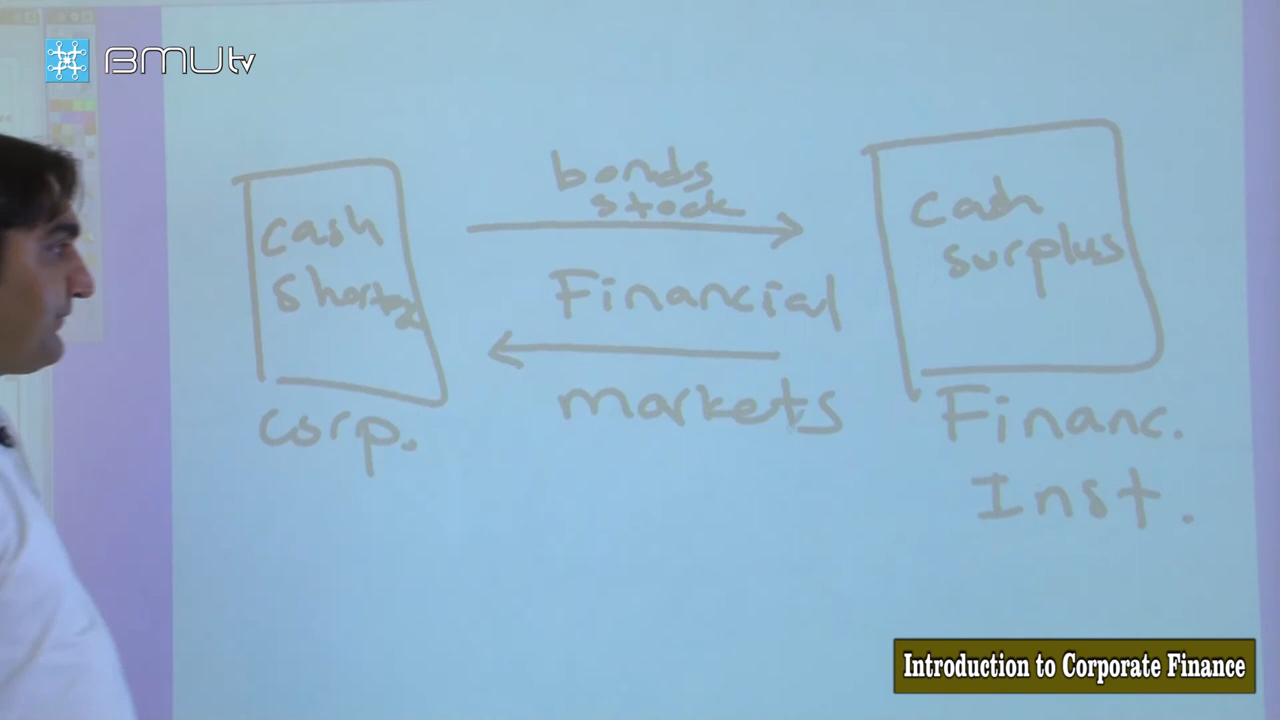 BMUtv
bonds
stock
cash
shortage
cash
surplus
Financial
markets
corp.
Financ.
Inst.
Introduction to Corporate Finance